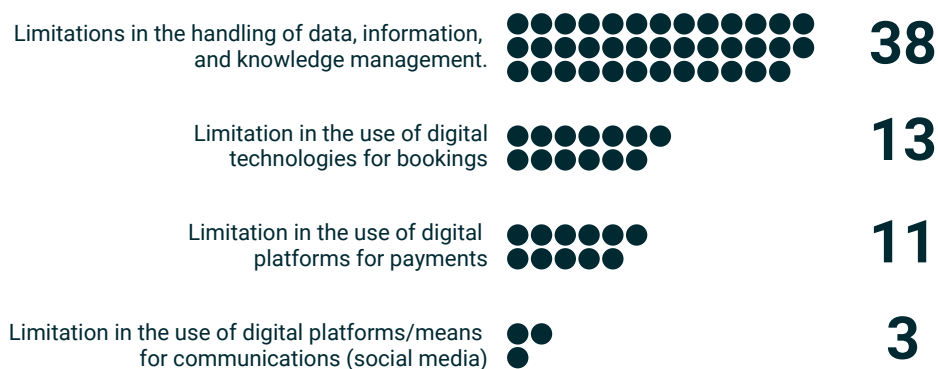 Limitations in the handling of data, information,
and knowledge management.
38
Limitation in the use of digital
technologies for bookings
13
Limitation in the use of digital
platforms for payments
11
Limitation in the use of digital platforms/means
for communications (social media)
3